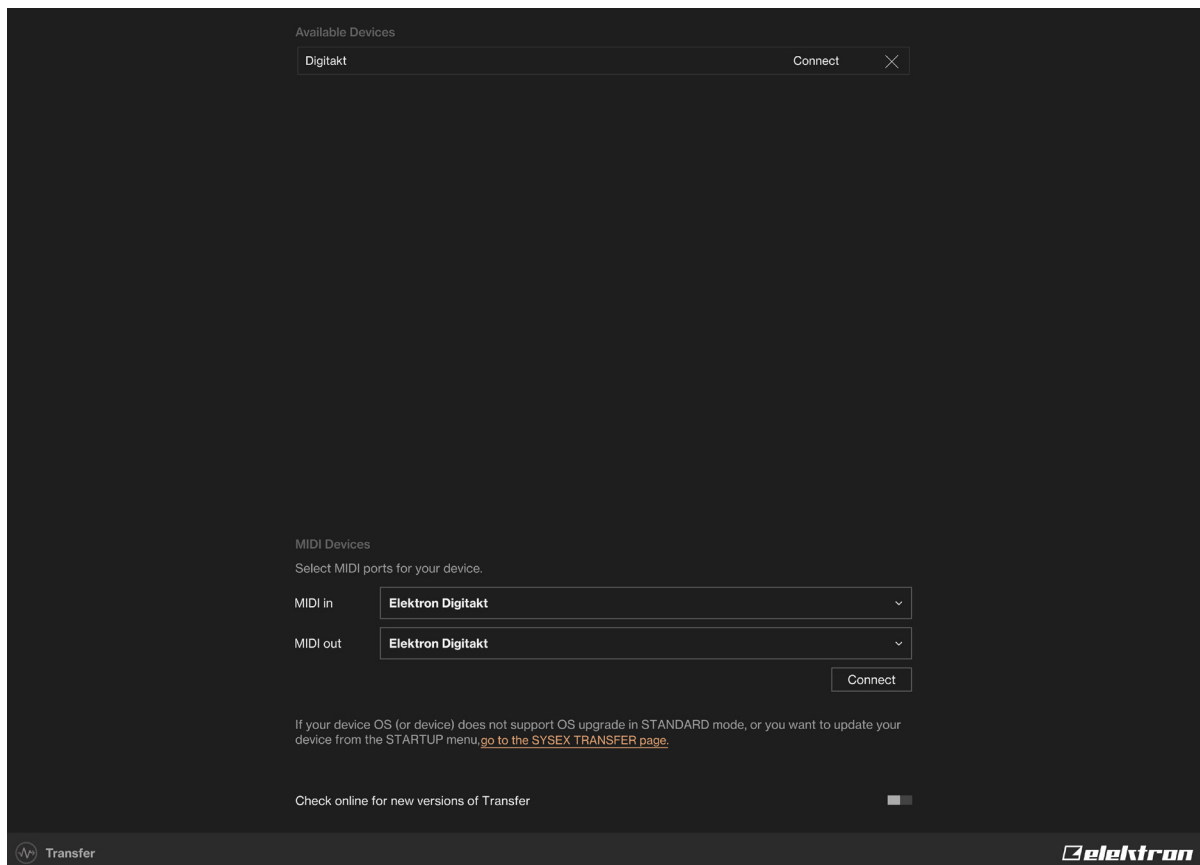 Available Devices
Digitakt Connect
MIDI Devices
Select MIDI ports for your device.
MIDI in Elektron Digitakt
MIDI out Elektron Digitakt
Connect
If your device OS (or device) does not support OS upgrade in STANDARD mode, or you want to update your
device from the STARTUP menu,go to the SYSEX TRANSFER page.
Check online for new versions of Transfer
Transfer elektron